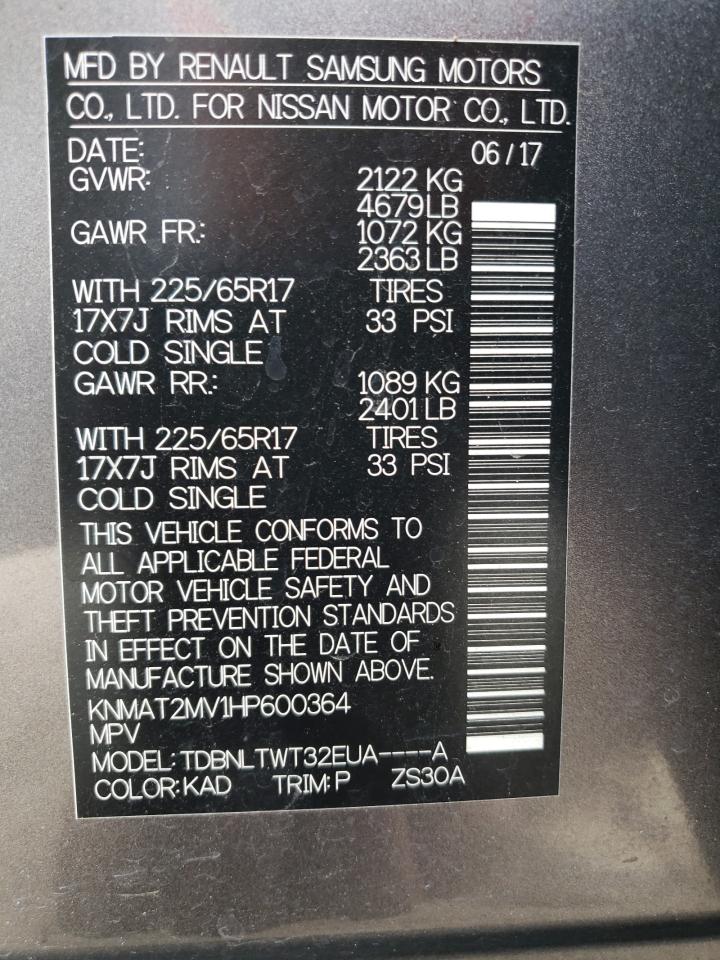 MFD BY RENAULT SAMSUNG MOTORS
CO., LTD. FOR NISSAN MOTOR CO., LTD.
DATE: 06/17
GVWR: 2122 KG
4679 LB
GAWR FR.: 1072 KG
2363 LB
WITH 225/65R17 TIRES
17X7J RIMS AT 33 PSI
COLD SINGLE
GAWR RR.: 1089 KG
2401 LB
WITH 225/65R17 TIRES
17X7J RIMS AT 33 PSI
COLD SINGLE
THIS VEHICLE CONFORMS TO
ALL APPLICABLE FEDERAL
MOTOR VEHICLE SAFETY AND
THEFT PREVENTION STANDARDS
IN EFFECT ON THE DATE OF
MANUFACTURE SHOWN ABOVE.
KNMAT2MV1HP600364
MPV
MODEL: TDBNLTWT32EUA----A
COLOR: KAD TRIM: P ZS30A